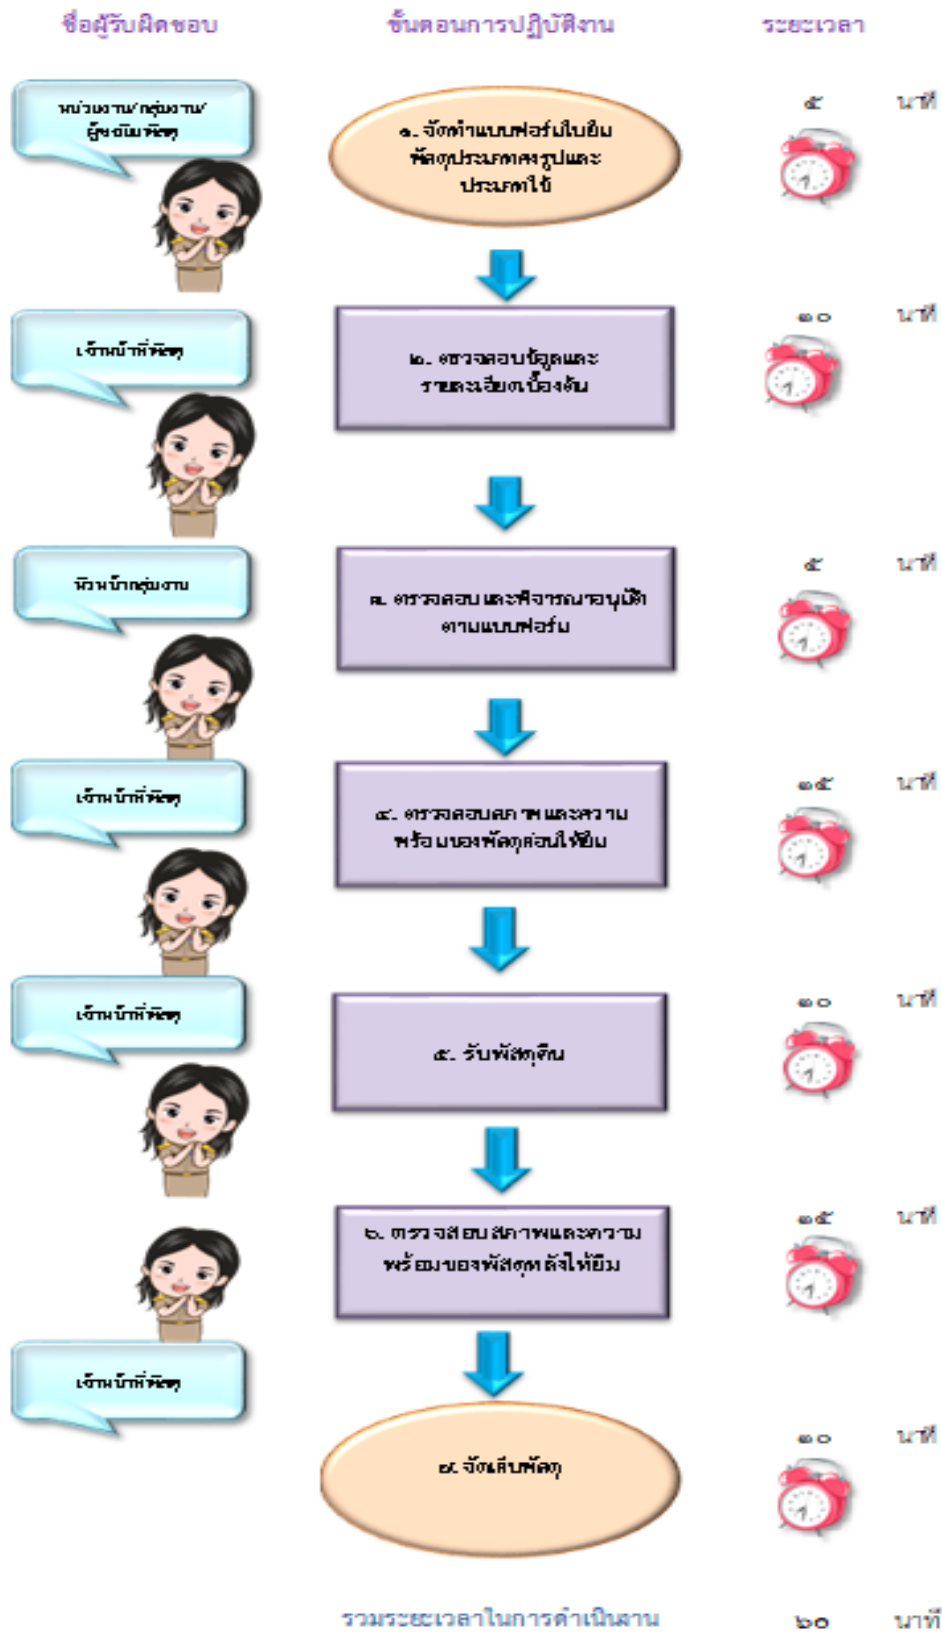 ชื่อผู้รับผิดชอบ
ขั้นตอนการปฏิบัติงาน
ระยะเวลา
หน่วยงาน/กลุ่มงาน/
ผู้ขอยืมพัสดุ
๑. จัดทำแบบฟอร์มใบยืม
พัสดุประเภทคงรูปและ
ประเภทใช้
๕ นาที
เจ้าหน้าที่พัสดุ
๒. ตรวจสอบข้อมูลและ
รายละเอียดเบื้องต้น
๑๐ นาที
หัวหน้ากลุ่มงาน
๓. ตรวจสอบและพิจารณาอนุมัติ
ตามแบบฟอร์ม
๕ นาที
เจ้าหน้าที่พัสดุ
๔. ตรวจสอบสภาพและความ
พร้อมของพัสดุก่อนให้ยืม
๑๕ นาที
เจ้าหน้าที่พัสดุ
๕. รับพัสดุคืน
๑๐ นาที
๖. ตรวจสอบสภาพและความ
พร้อมของพัสดุหลังให้ยืม
๑๕ นาที
เจ้าหน้าที่พัสดุ
จัดเก็บพัสดุ
๑๐ นาที
รวมระยะเวลาในการดำเนินงาน
๖๐ นาที